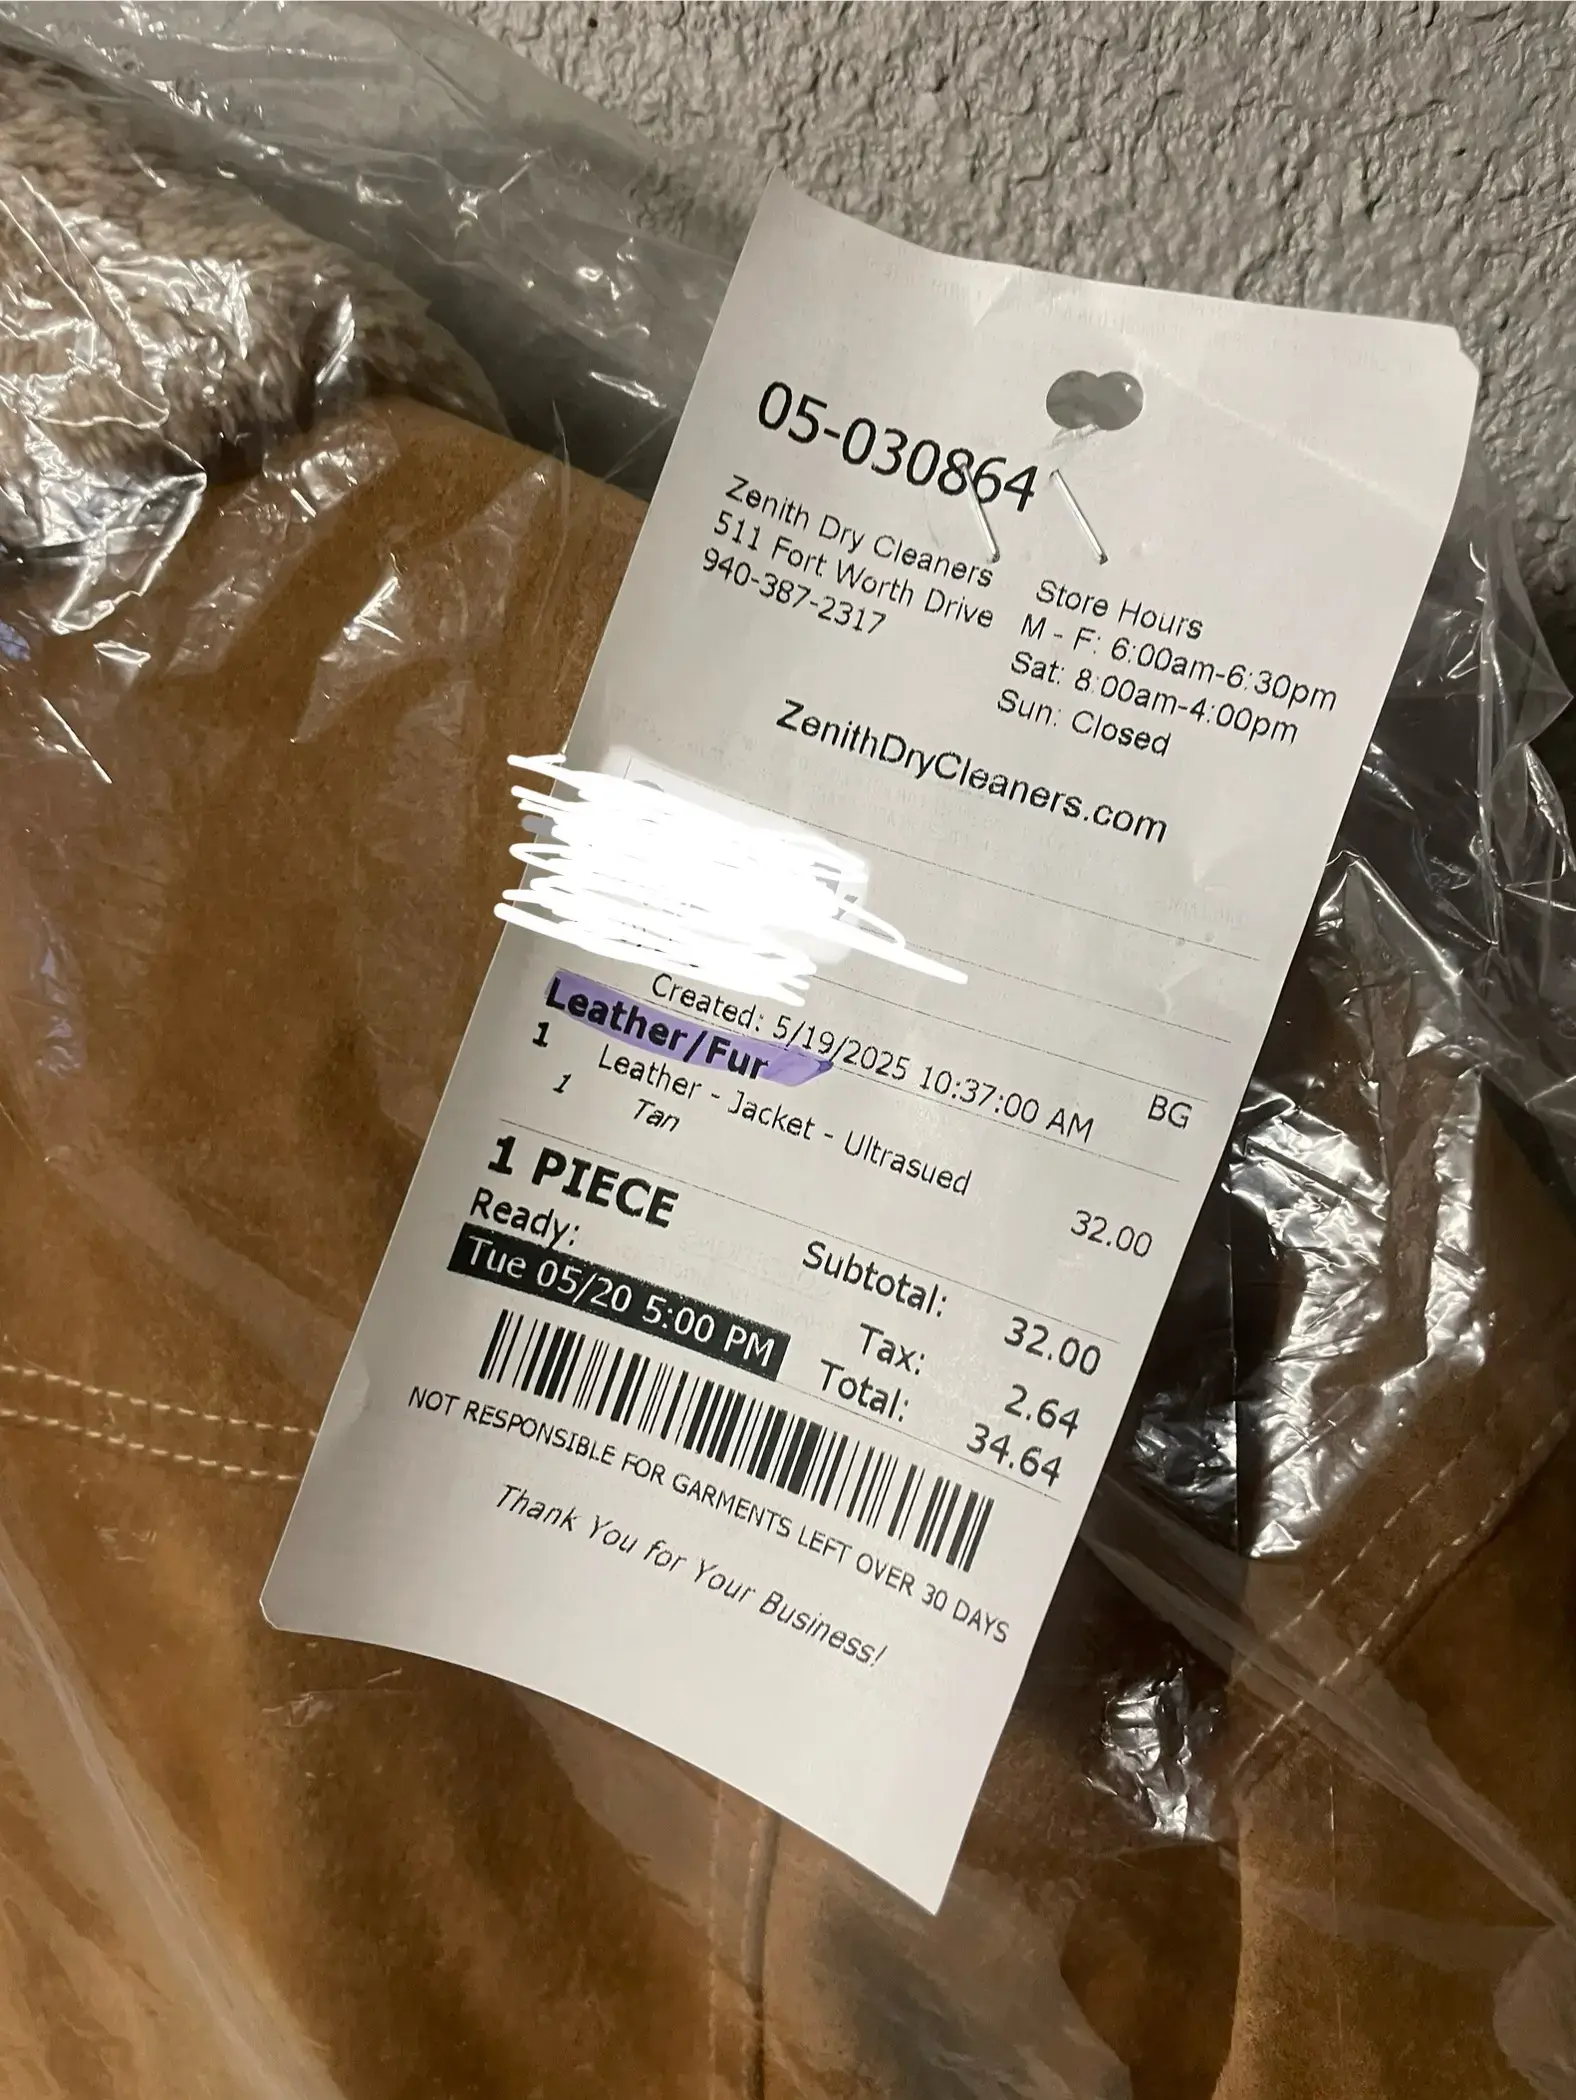 05-030864
Zenith Dry Cleaners
511 Fort Worth Drive
940-387-2317
Store Hours
M - F: 6:00am-6:30pm
Sat: 8:00am-4:00pm
Sun: Closed
ZenithDryCleaners.com
Created: 5/19/2025 10:37:00 AM BG
Leather/Fur
1 Leather - Jacket - Ultrasued 32.00
1 Tan
1 PIECE
Subtotal: 32.00
Ready:
Tax: 2.64
Tue 05/20 5:00 PM
Total: 34.64
NOT RESPONSIBLE FOR GARMENTS LEFT OVER 30 DAYS
Thank You for Your Business!